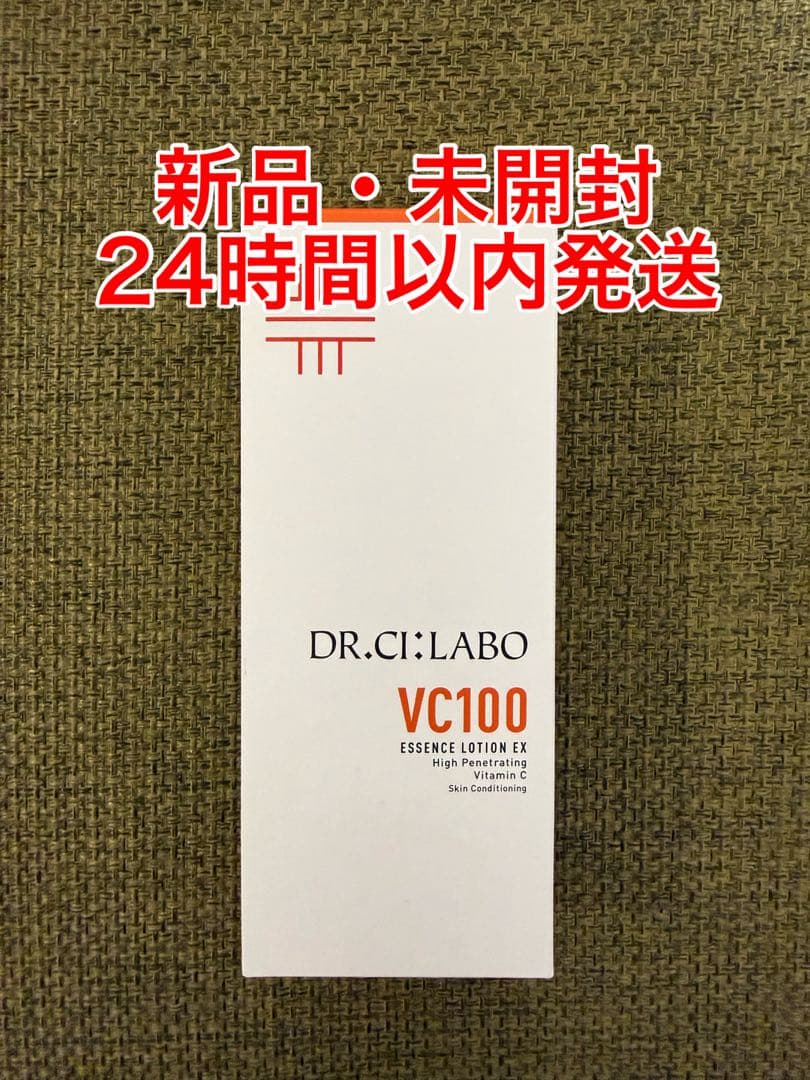 新品・未開封
24時間以内発送
DR.CI:LABO
VC100
ESSENCE LOTION EX
High Penetrating
Vitamin C
Skin Conditioning